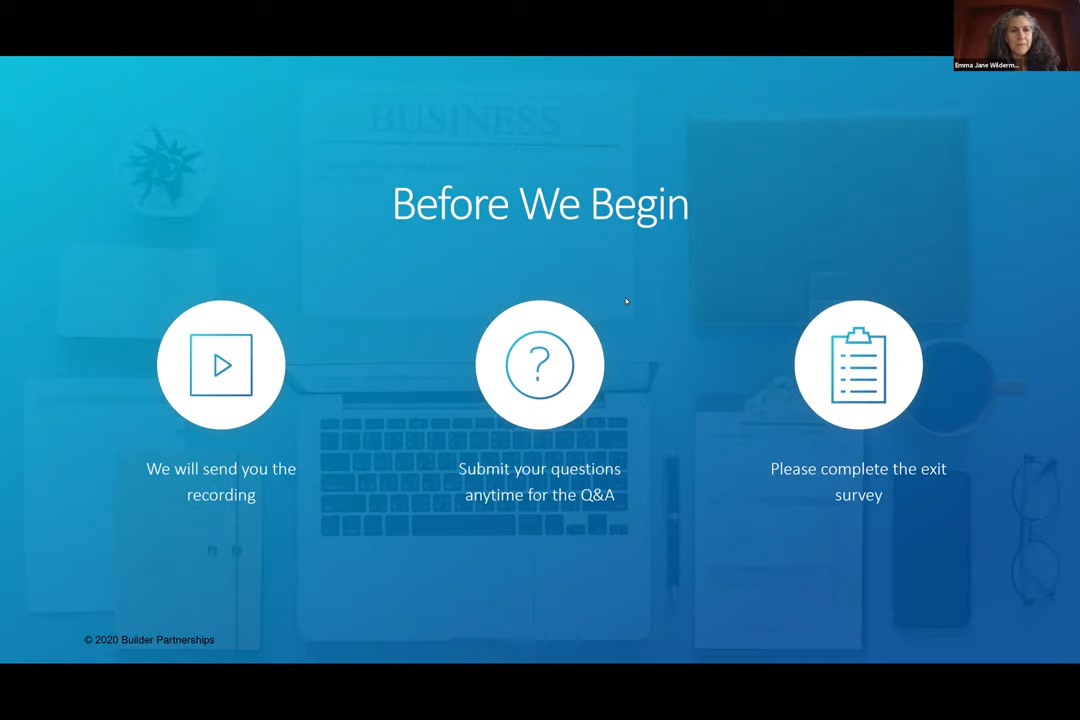 Emma Jane Wilderm...
BUSINESS
Before We Begin
We will send you the
recording
Submit your questions
anytime for the Q&A
Please complete the exit
survey
© 2020 Builder Partnerships